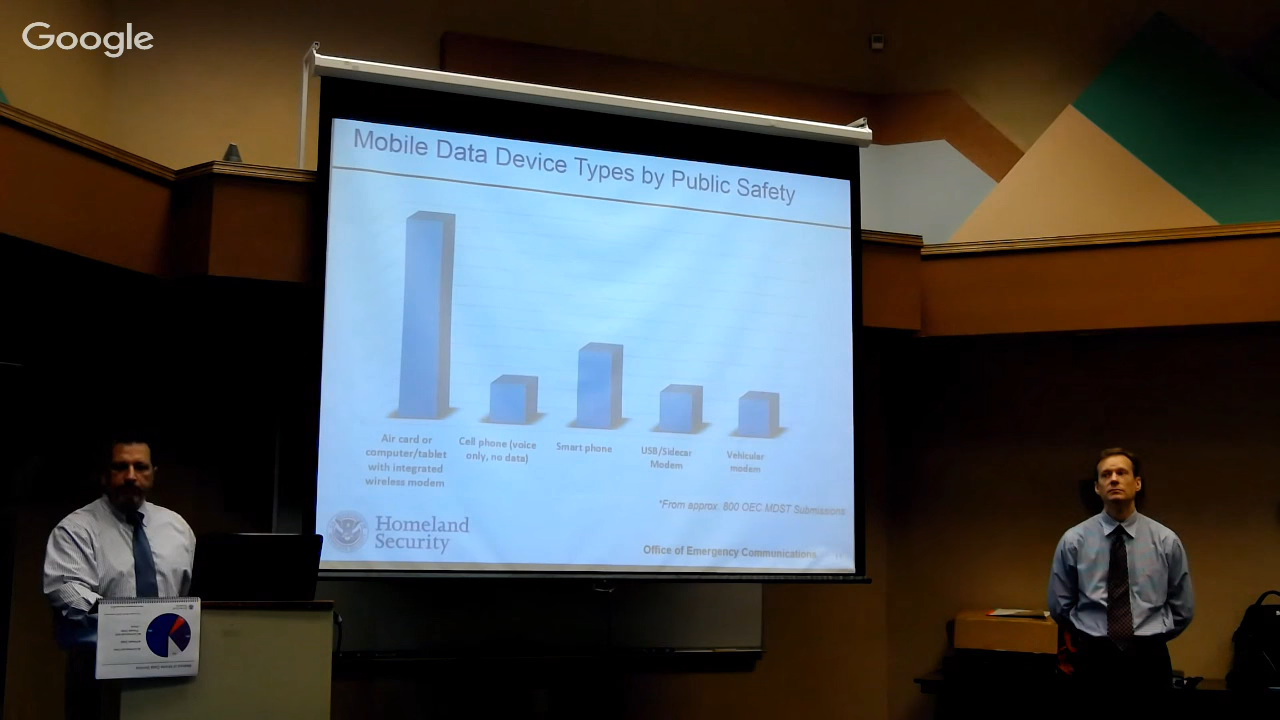 Google
Mobile Data Device Types by Public Safety
Air card or
computer/tablet
with integrated
wireless modem
Cell phone (voice
only, no data)
Smart phone
USB/Sidecar
Modem
Vehicular
modem
*From approx. 800 OEC MDST Submissions
Homeland
Security
Office of Emergency Communications